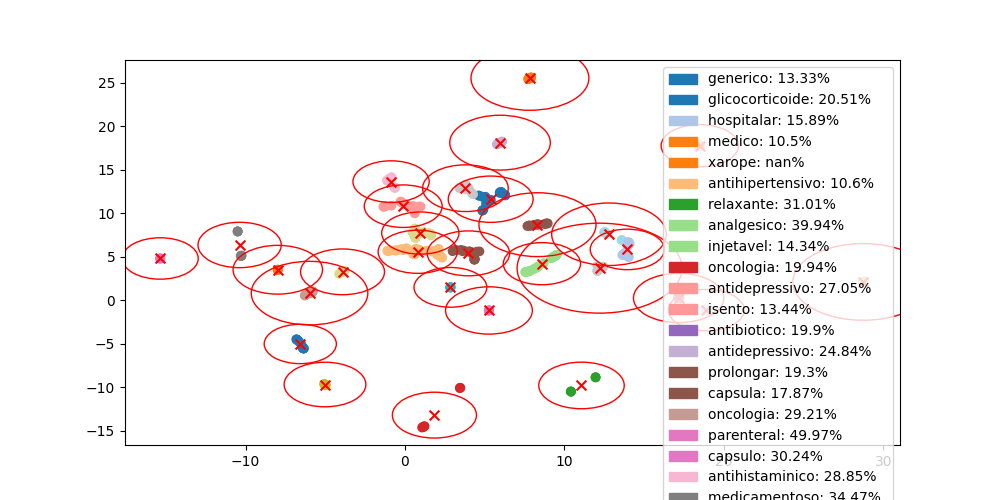 25
20
15
10
5
0
−5
−10
−15
−10
0
10
20
30
generico: 13.33%
glicocorticoide: 20.51%
hospitalar: 15.89%
medico: 10.5%
xarope: nan%
antihipertensivo: 10.6%
relaxante: 31.01%
analgesico: 39.94%
injetavel: 14.34%
oncologia: 19.94%
antidepressivo: 27.05%
isento: 13.44%
antibiotico: 19.9%
antidepressivo: 24.84%
prolongar: 19.3%
capsula: 17.87%
oncologia: 29.21%
parenteral: 49.97%
capsulo: 30.24%
antihistaminico: 28.85%
medicamentoso: 34.47%